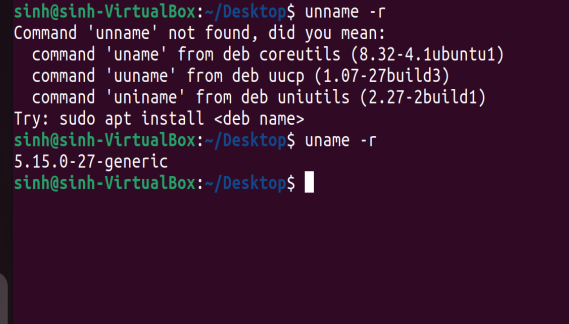 sinh@sinh-VirtualBox:~/Desktop$ unname -r
Command 'unname' not found, did you mean:
  command 'uname' from deb coreutils (8.32-4.1ubuntu1)
  command 'uuname' from deb uucp (1.07-27build3)
  command 'uniname' from deb uniutils (2.27-2build1)
Try: sudo apt install <deb name>
sinh@sinh-VirtualBox:~/Desktop$ uname -r
5.15.0-27-generic
sinh@sinh-VirtualBox:~/Desktop$